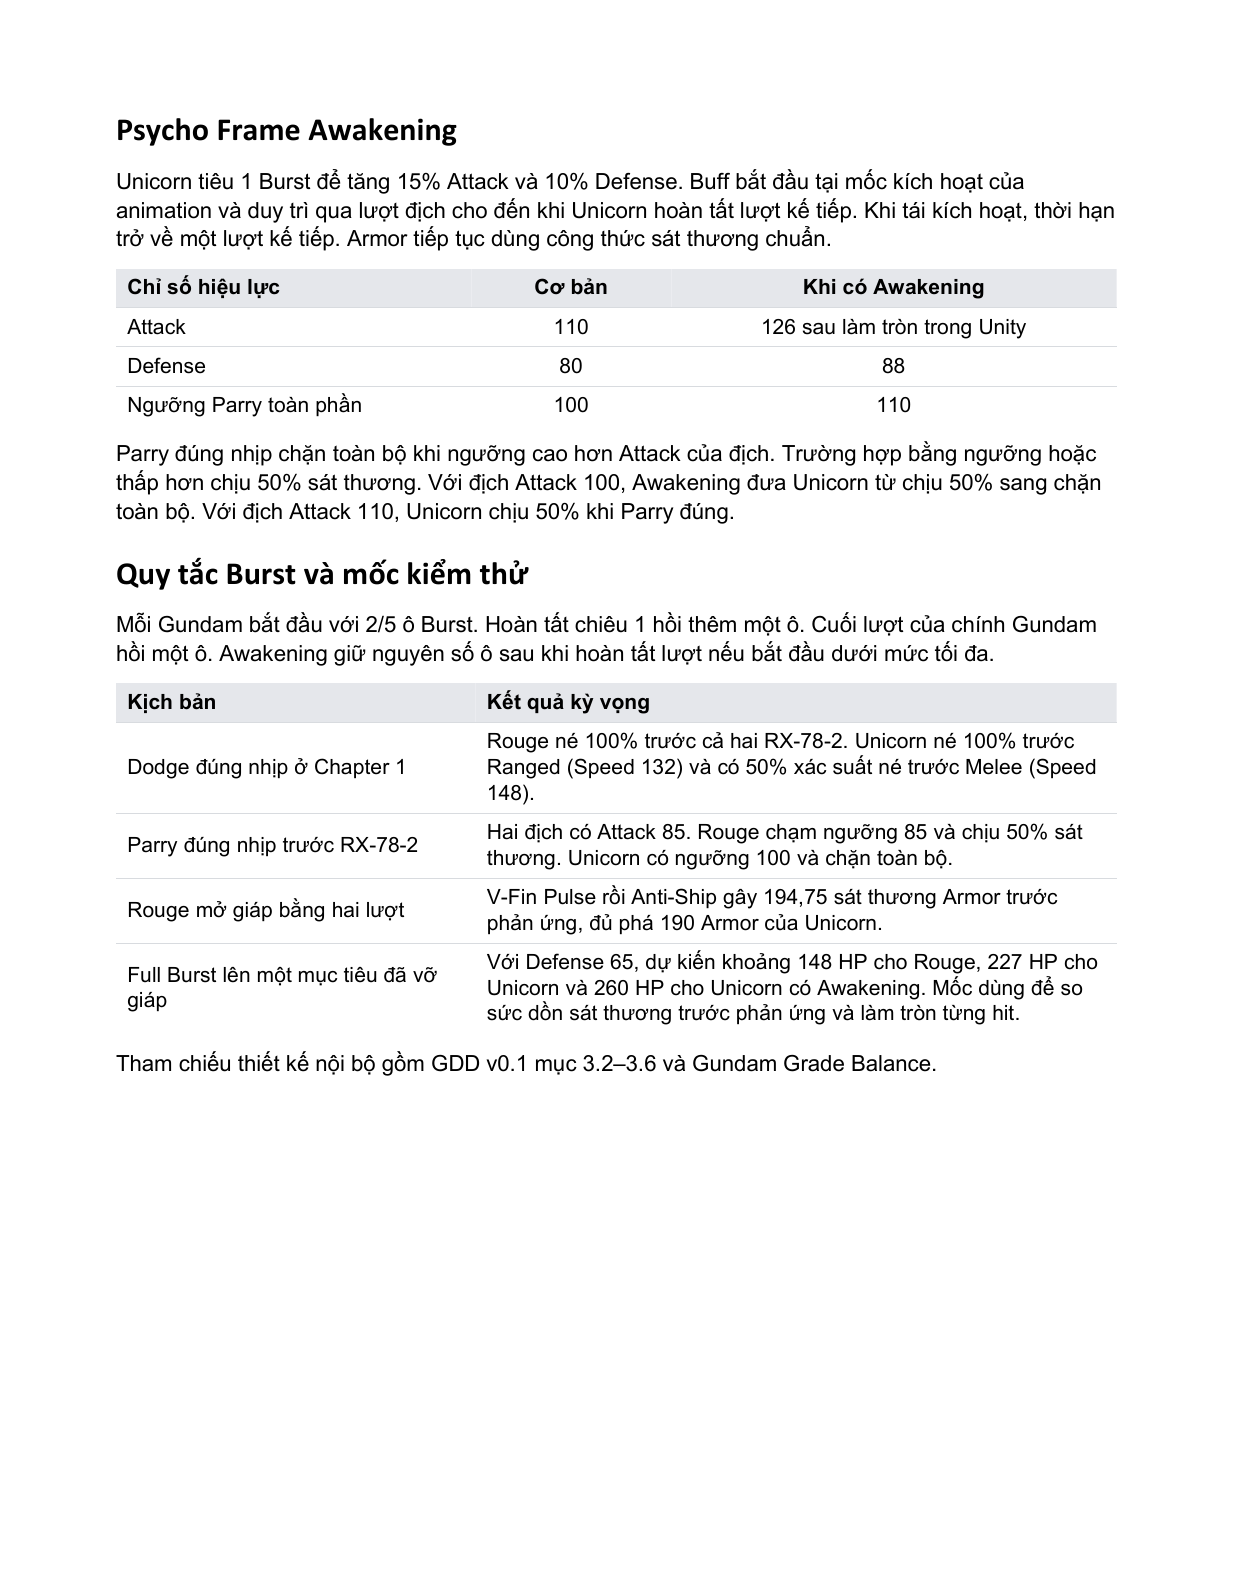 Psycho Frame Awakening
Unicorn tiêu 1 Burst để tăng 15% Attack và 10% Defense. Buff bắt đầu tại mốc kích hoạt của
animation và duy trì qua lượt địch cho đến khi Unicorn hoàn tất lượt kế tiếp. Khi tái kích hoạt, thời hạn
trở về một lượt kế tiếp. Armor tiếp tục dùng công thức sát thương chuẩn.
Chỉ số hiệu lực Cơ bản Khi có Awakening
Attack 110 126 sau làm tròn trong Unity
Defense 80 88
Ngưỡng Parry toàn phần 100 110
Parry đúng nhịp chặn toàn bộ khi ngưỡng cao hơn Attack của địch. Trường hợp bằng ngưỡng hoặc
thấp hơn chịu 50% sát thương. Với địch Attack 100, Awakening đưa Unicorn từ chịu 50% sang chặn
toàn bộ. Với địch Attack 110, Unicorn chịu 50% khi Parry đúng.
Quy tắc Burst và mốc kiểm thử
Mỗi Gundam bắt đầu với 2/5 ô Burst. Hoàn tất chiêu 1 hồi thêm một ô. Cuối lượt của chính Gundam
hồi một ô. Awakening giữ nguyên số ô sau khi hoàn tất lượt nếu bắt đầu dưới mức tối đa.
Kịch bản Kết quả kỳ vọng
Dodge đúng nhịp ở Chapter 1
Rouge né 100% trước cả hai RX-78-2. Unicorn né 100% trước
Ranged (Speed 132) và có 50% xác suất né trước Melee (Speed
148).
Parry đúng nhịp trước RX-78-2
Hai địch có Attack 85. Rouge chạm ngưỡng 85 và chịu 50% sát
thương. Unicorn có ngưỡng 100 và chặn toàn bộ.
Rouge mở giáp bằng hai lượt
V-Fin Pulse rồi Anti-Ship gây 194,75 sát thương Armor trước
phản ứng, đủ phá 190 Armor của Unicorn.
Full Burst lên một mục tiêu đã vỡ
giáp
Với Defense 65, dự kiến khoảng 148 HP cho Rouge, 227 HP cho
Unicorn và 260 HP cho Unicorn có Awakening. Mốc dùng để so
sức dồn sát thương trước phản ứng và làm tròn từng hit.
Tham chiếu thiết kế nội bộ gồm GDD v0.1 mục 3.2–3.6 và Gundam Grade Balance.